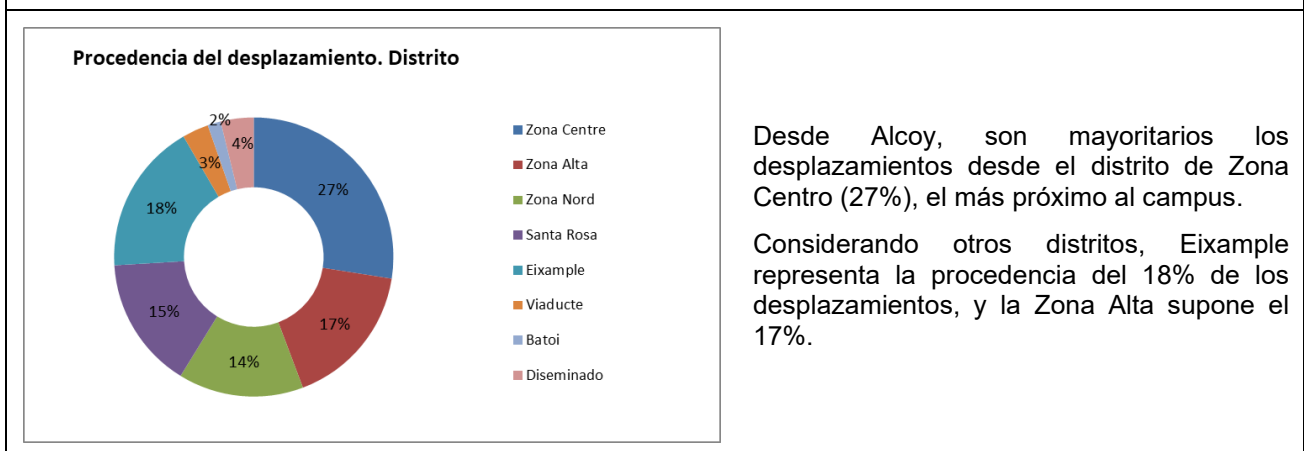 Procedencia del desplazamiento. Distrito
27%
17%
14%
15%
18%
3%
2%
4%
Zona Centre
Zona Alta
Zona Nord
Santa Rosa
Eixample
Viaducte
Batoi
Diseminado
Desde Alcoy, son mayoritarios los
desplazamientos desde el distrito de Zona
Centro (27%), el más próximo al campus.
Considerando otros distritos, Eixample
representa la procedencia del 18% de los
desplazamientos, y la Zona Alta supone el
17%.